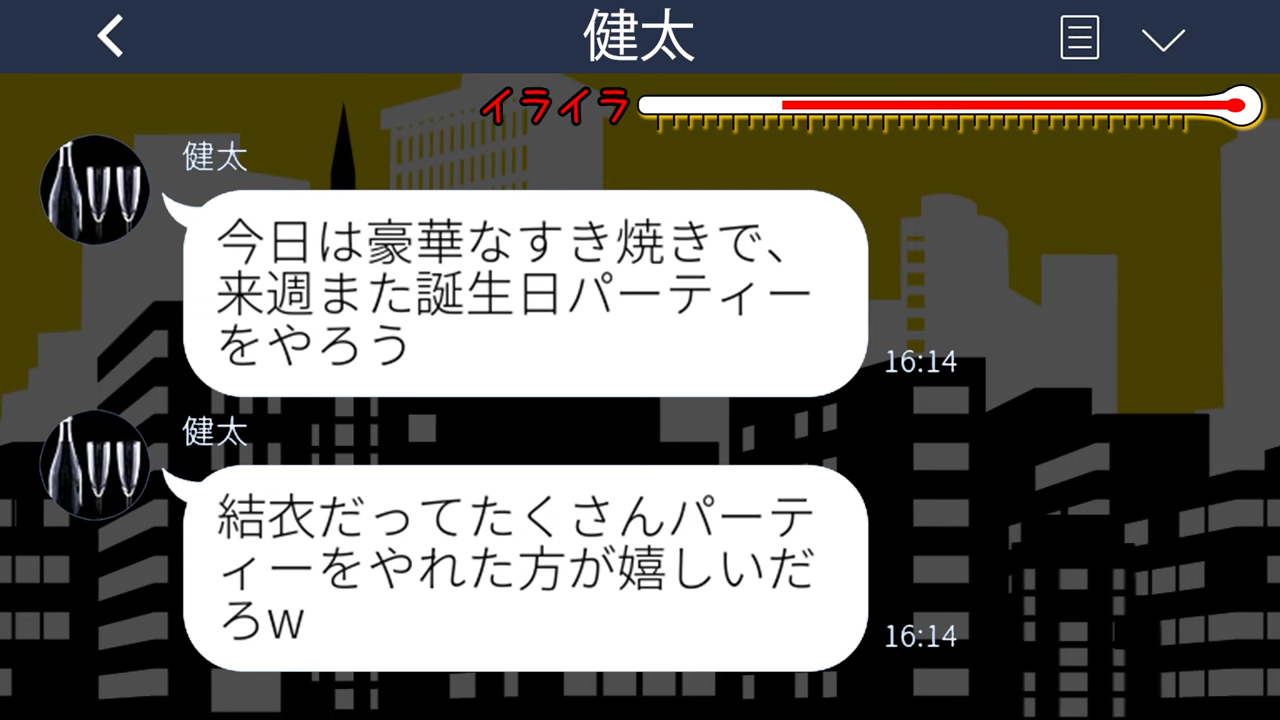 健太
イライラ
健太
今日は豪華なすき焼きで、
来週また誕生日パーティー
をやろう
16:14
健太
結衣だってたくさんパーテ
ィーをやれた方が嬉しいだ
ろw
16:14